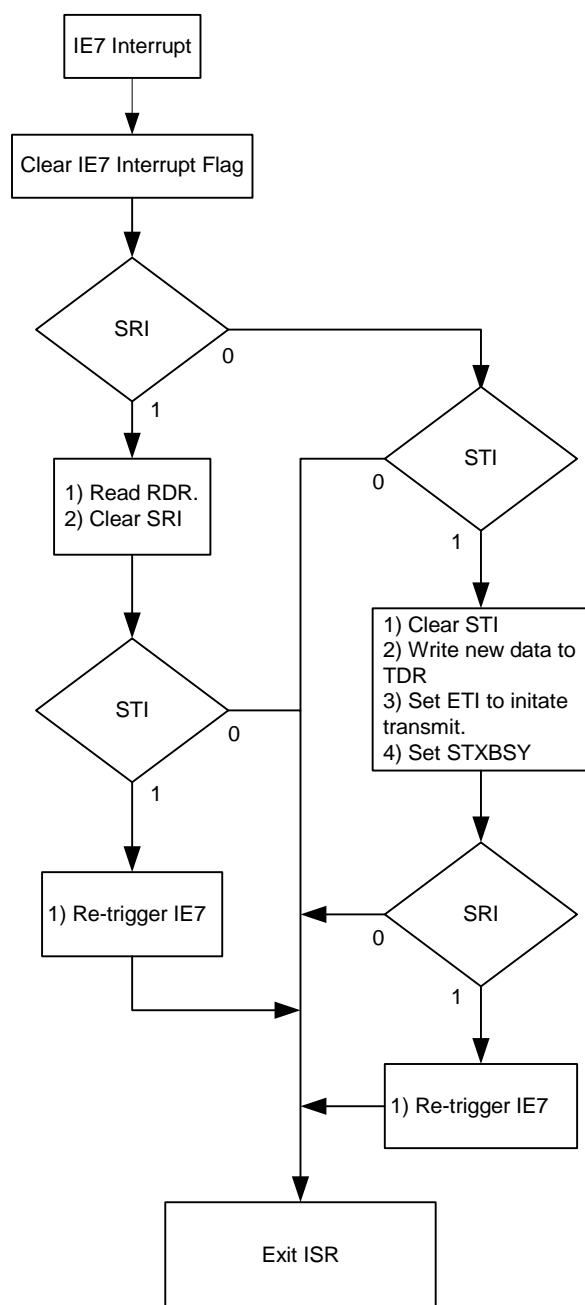 IE7 Interrupt
Clear IE7 Interrupt Flag
SRI
0
1
1) Read RDR.
2) Clear SRI
STI
0
1
1) Clear STI
2) Write new data to
TDR
3) Set ETI to initate
transmit.
4) Set STXBSY
STI
0
1
1) Re-trigger IE7
SRI
0
1
1) Re-trigger IE7
Exit ISR